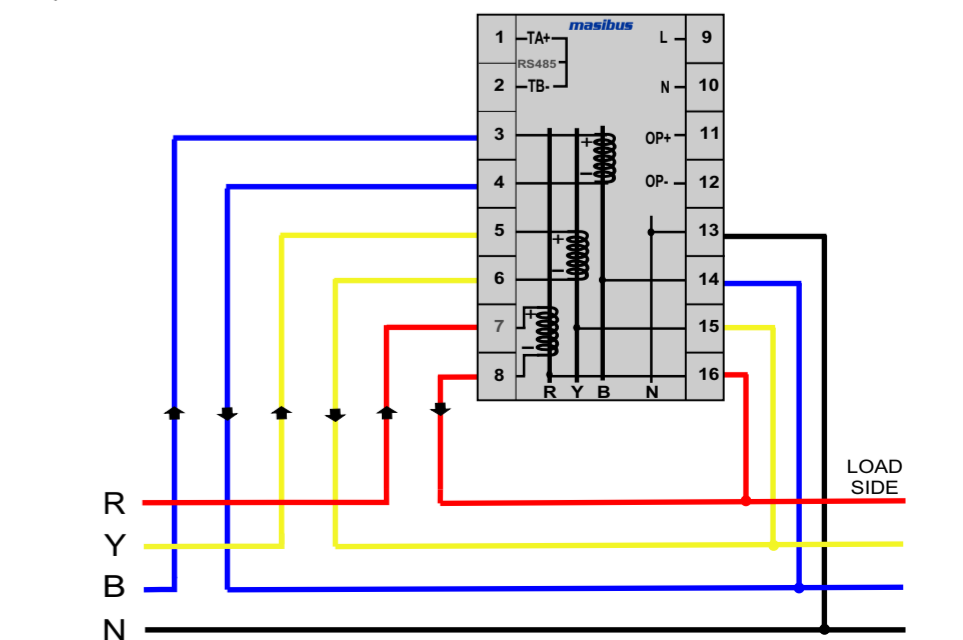 masibus
1 TA+ L 9
RS485
2 TB- N 10
3 + OP+ 11
4 - OP- 12
5 + 13
6 - 14
7 + 15
8 - 16
R Y B N
LOAD
SIDE
R
Y
B
N